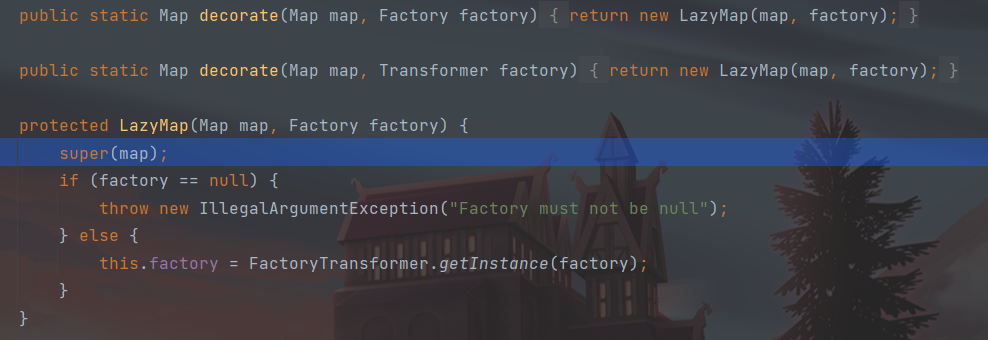 public static Map decorate(Map map, Factory factory) { return new LazyMap(map, factory); }
public static Map decorate(Map map, Transformer factory) { return new LazyMap(map, factory); }
protected LazyMap(Map map, Factory factory) {
super(map);
if (factory == null) {
throw new IllegalArgumentException("Factory must not be null");
} else {
this.factory = FactoryTransformer.getInstance(factory);
}
}